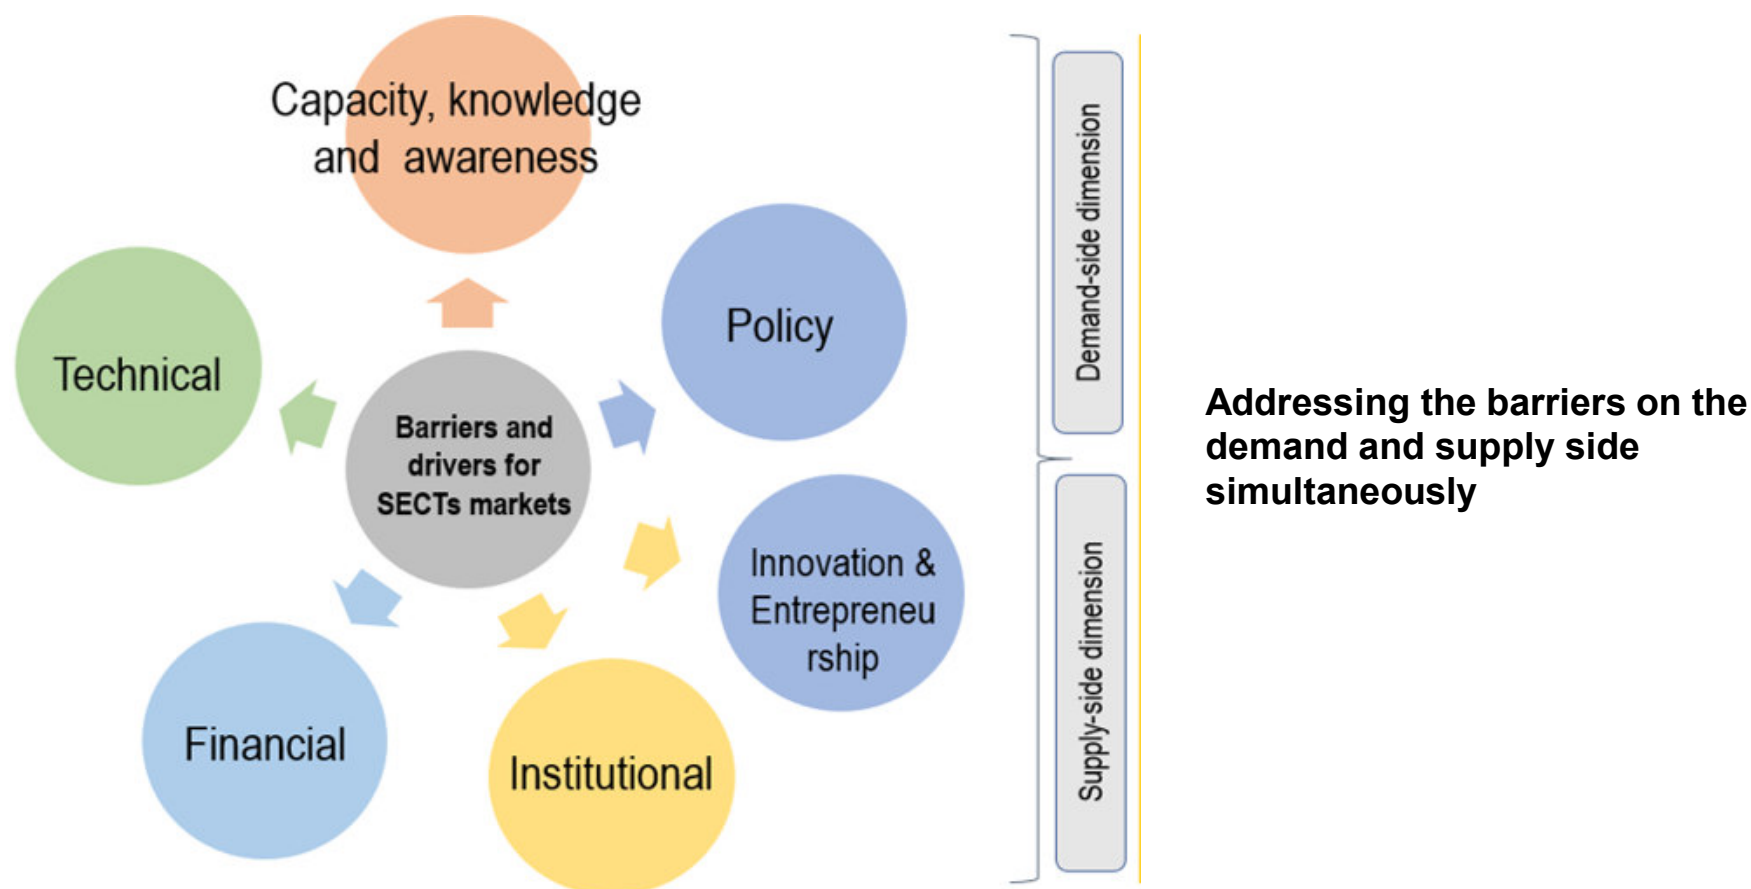 Capacity, knowledge
and awareness
Policy
Technical
Barriers and
drivers for
SECTs markets
Innovation &
Entrepreneu
rship
Financial
Institutional
Demand-side dimension
Supply-side dimension
Addressing the barriers on the
demand and supply side
simultaneously